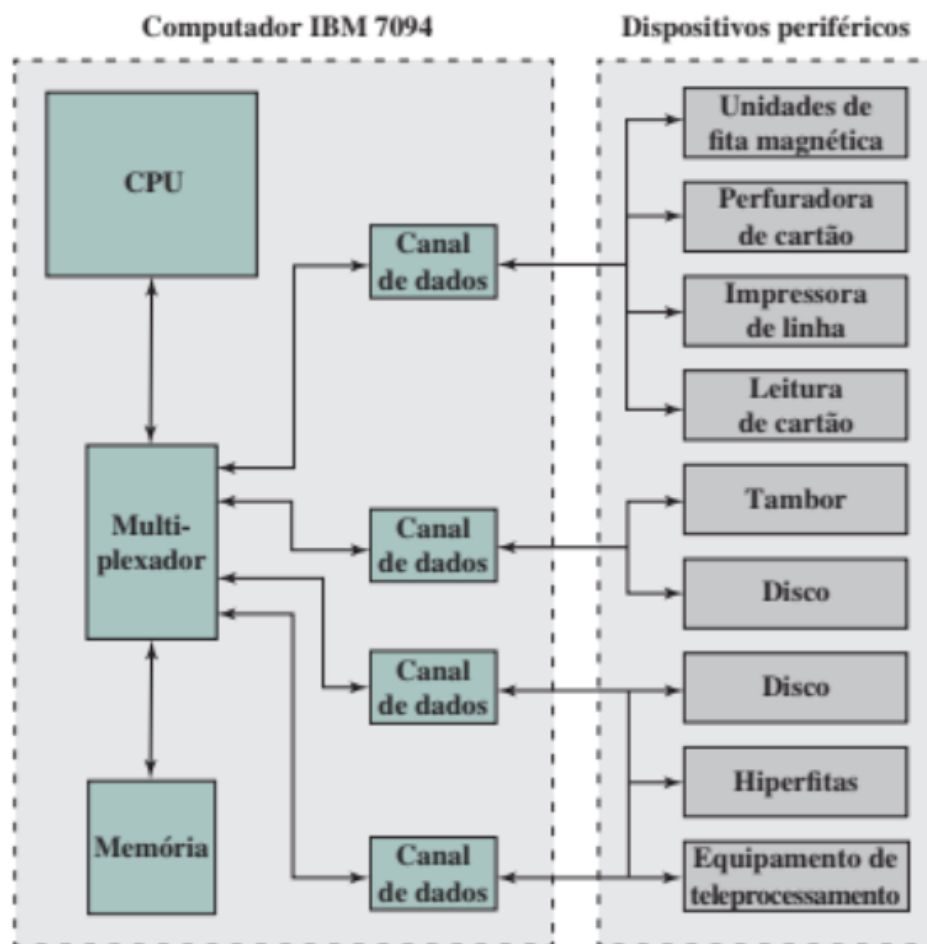 Computador IBM 7094
Dispositivos periféricos
CPU
Multi-
plexador
Memória
Canal
de dados
Canal
de dados
Canal
de dados
Canal
de dados
Unidades de
fita magnética
Perfuradora
de cartão
Impressora
de linha
Leitura
de cartão
Tambor
Disco
Disco
Hiperfitas
Equipamento de
teleprocessamento